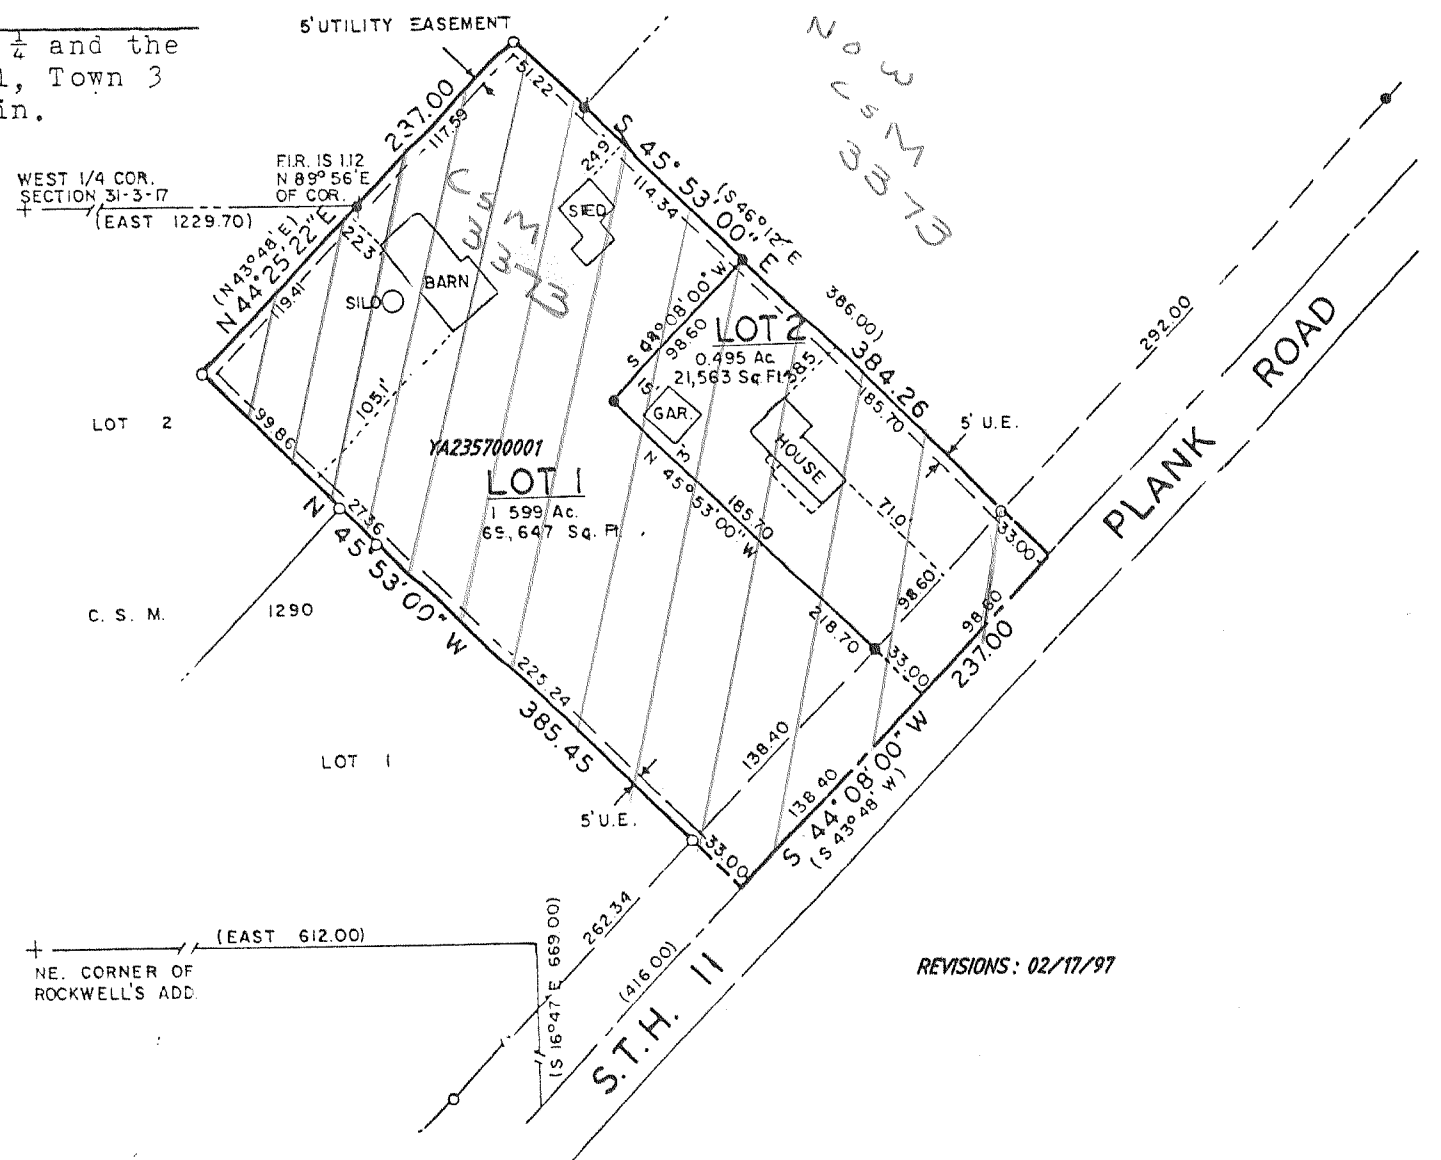 ¼ and the
Town 3
in.
5' UTILITY EASEMENT
NOW
CSM
3373
51.22
237.00
117.59
S 45° 53' 00" E
(S 46° 12' E
24.9
114.34
WEST 1/4 COR.
SECTION 31-3-17
(EAST 1229.70)
F.I.R. IS 1.12
N 89° 56' E
OF COR.
CSM
3373
SHED
22.3
BARN
SILO
(N 43° 48' E)
N 44° 25' 22" E
119.41
386.00)
384.26
292.00
98.60
LOT 2
0.495 Ac.
21,563 Sq. Ft.
38.5'
185.70
5' U.E.
15'
GAR.
HOUSE
71.0'
LOT 2
99.86
105.1'
YA235700001
LOT 1
1 599 Ac.
69,647 Sq. Ft.
N 45° 53' 00" W
185.70
PLANK ROAD
33.00
27.36
N 45° 53' 00" W
98.60'
98.60
237.00
C. S. M. 1290
218.70
33.00
225.24
385.45
138.40
138.40
S 44° 08' 00" W
(S 43° 48' W)
LOT 1
5' U.E.
33.00
262.34
(EAST 612.00)
NE. CORNER OF
ROCKWELL'S ADD.
(S 16° 47' E 669.00)
(416.00)
S.T.H. 11
REVISIONS: 02/17/97